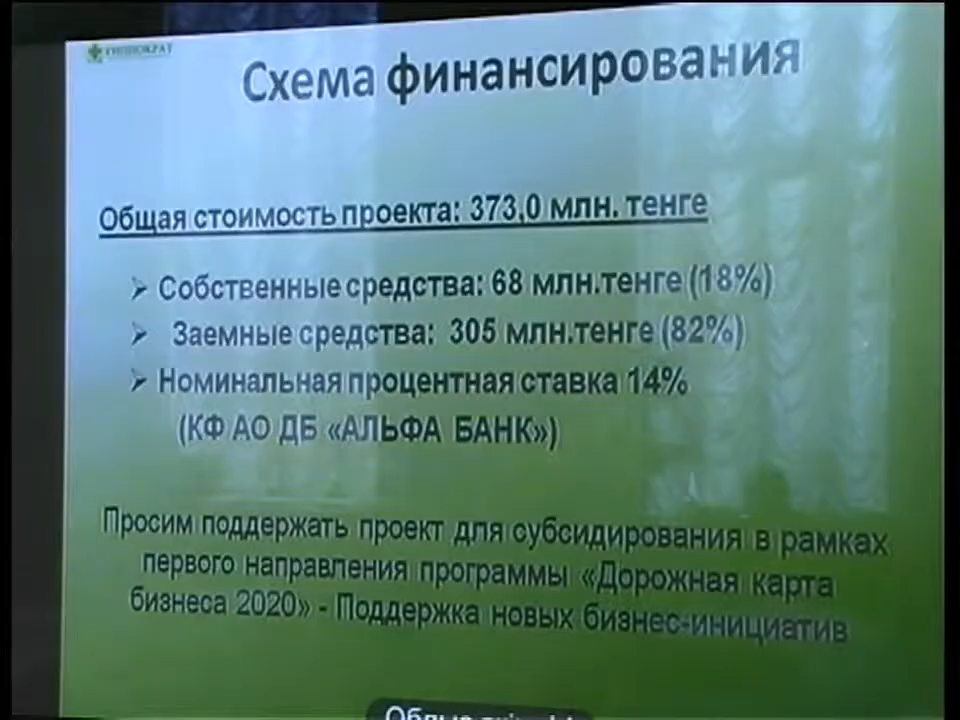 ГИППОКРАТ
Схема финансирования
Общая стоимость проекта: 373,0 млн. тенге
➢ Собственные средства: 68 млн.тенге (18%)
➢ Заемные средства: 305 млн.тенге (82%)
➢ Номинальная процентная ставка 14%
(КФ АО ДБ «АЛЬФА БАНК»)
Просим поддержать проект для субсидирования в рамках
первого направления программы «Дорожная карта
бизнеса 2020» - Поддержка новых бизнес-инициатив